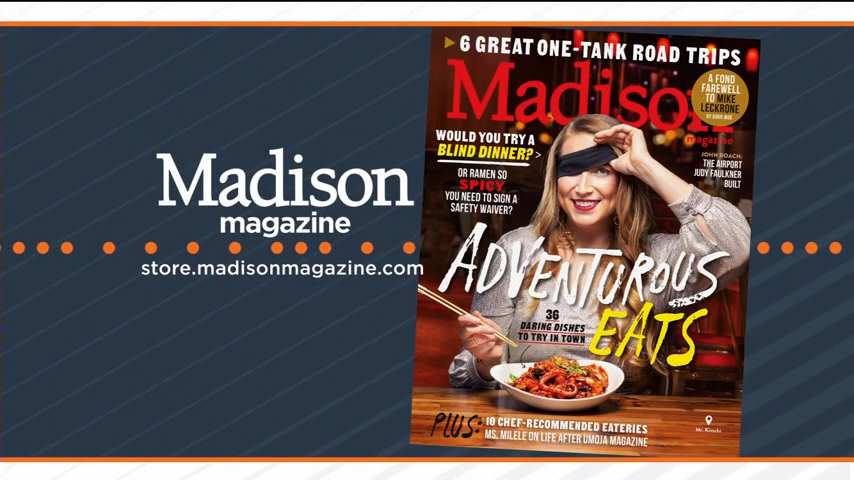 Madison
magazine
store.madisonmagazine.com
6 GREAT ONE-TANK ROAD TRIPS
Madison
magazine
A FOND
FAREWELL
TO MIKE
LECKRONE
BY DOUG MOE
WOULD YOU TRY A
BLIND DINNER?>
OR RAMEN SO
SPICY
YOU NEED TO SIGN A
SAFETY WAIVER?
JOHN ROACH:
THE AIRPORT
JUDY FAULKNER
BUILT
ADVENTUROUS
EATS
36
DARING DISHES
TO TRY IN TOWN
PLUS:
10 CHEF-RECOMMENDED EATERIES
MS. MILELE ON LIFE AFTER UMOJA MAGAZINE
Mr. Kimchi